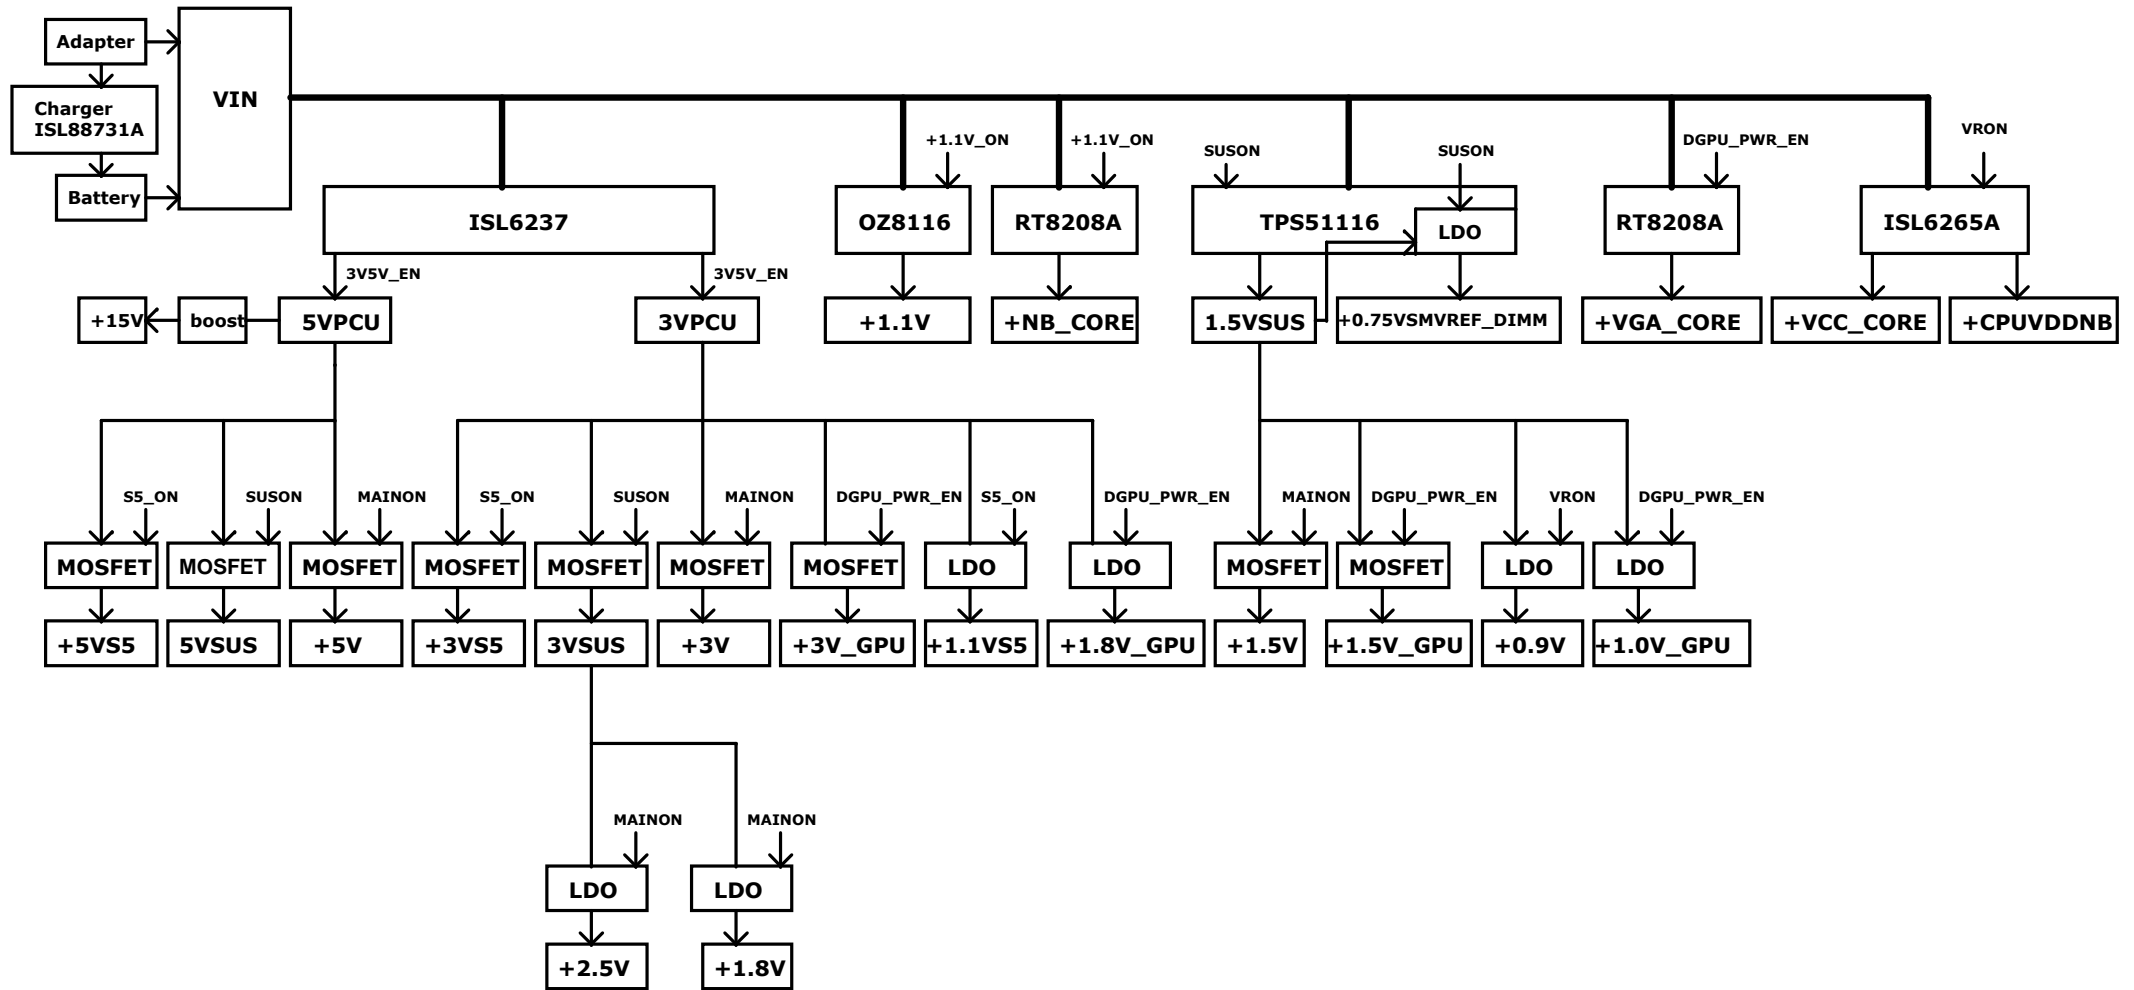 Adapter
VIN
Charger
ISL88731A
Battery
+1.1V_ON
+1.1V_ON
SUSON
SUSON
DGPU_PWR_EN
VRON
ISL6237
OZ8116
RT8208A
TPS51116
LDO
RT8208A
ISL6265A
3V5V_EN
3V5V_EN
+15V
boost
5VPCU
3VPCU
+1.1V
+NB_CORE
1.5VSUS
+0.75VSMVREF_DIMM
+VGA_CORE
+VCC_CORE
+CPUVDDNB
S5_ON
SUSON
MAINON
S5_ON
SUSON
MAINON
DGPU_PWR_EN
S5_ON
DGPU_PWR_EN
MAINON
DGPU_PWR_EN
VRON
DGPU_PWR_EN
MOSFET
MOSFET
MOSFET
MOSFET
MOSFET
MOSFET
MOSFET
LDO
LDO
MOSFET
MOSFET
LDO
LDO
+5VS5
5VSUS
+5V
+3VS5
3VSUS
+3V
+3V_GPU
+1.1VS5
+1.8V_GPU
+1.5V
+1.5V_GPU
+0.9V
+1.0V_GPU
MAINON
MAINON
LDO
LDO
+2.5V
+1.8V